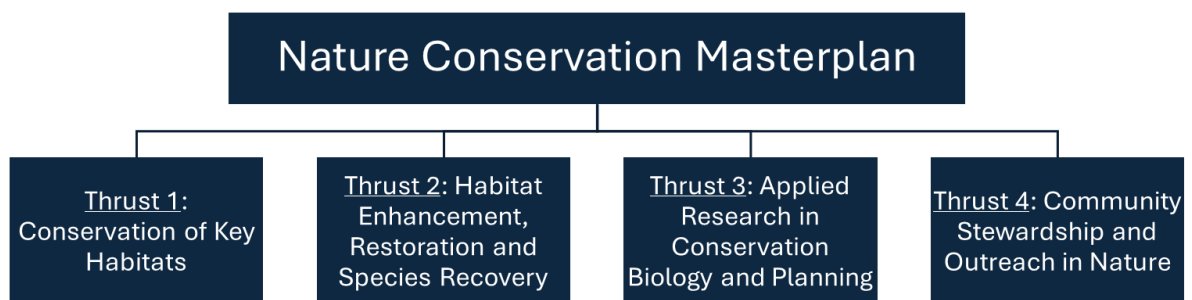 Nature Conservation Masterplan
Thrust 1:
Conservation of Key
Habitats
Thrust 2: Habitat
Enhancement,
Restoration and
Species Recovery
Thrust 3: Applied
Research in
Conservation
Biology and Planning
Thrust 4: Community
Stewardship and
Outreach in Nature